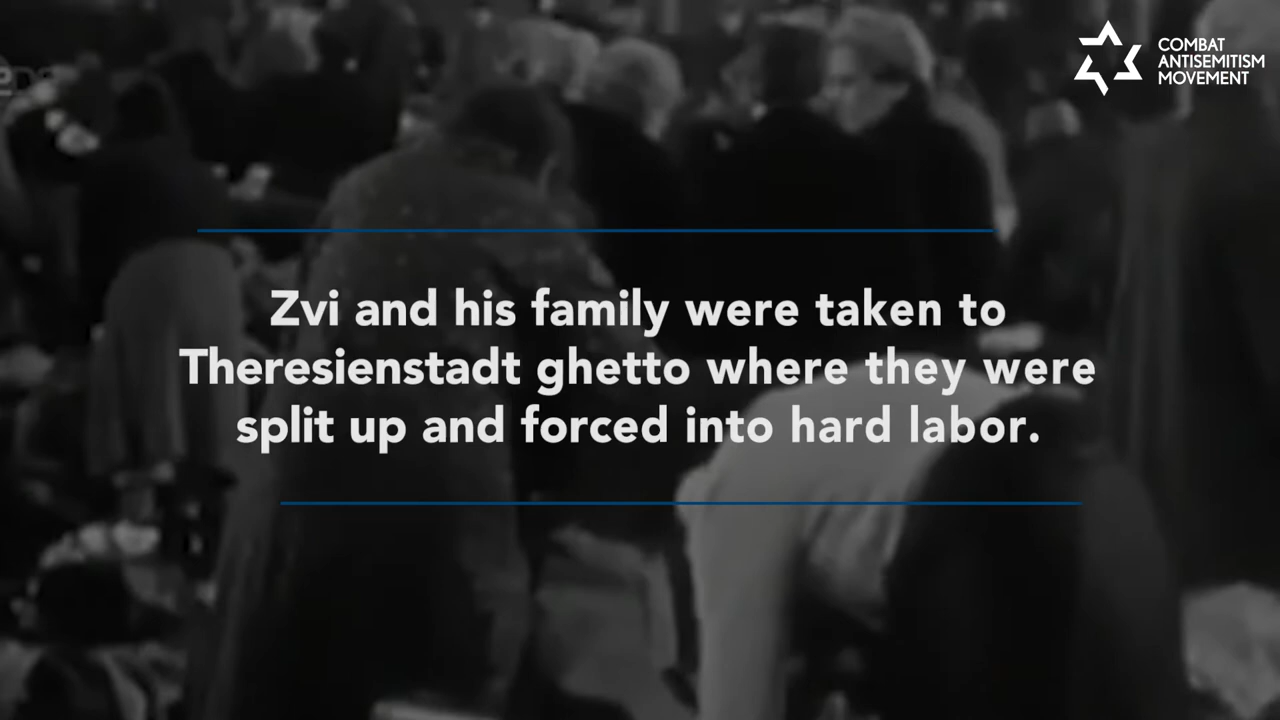 COMBAT
ANTISEMITISM
MOVEMENT
Zvi and his family were taken to
Theresienstadt ghetto where they were
split up and forced into hard labor.